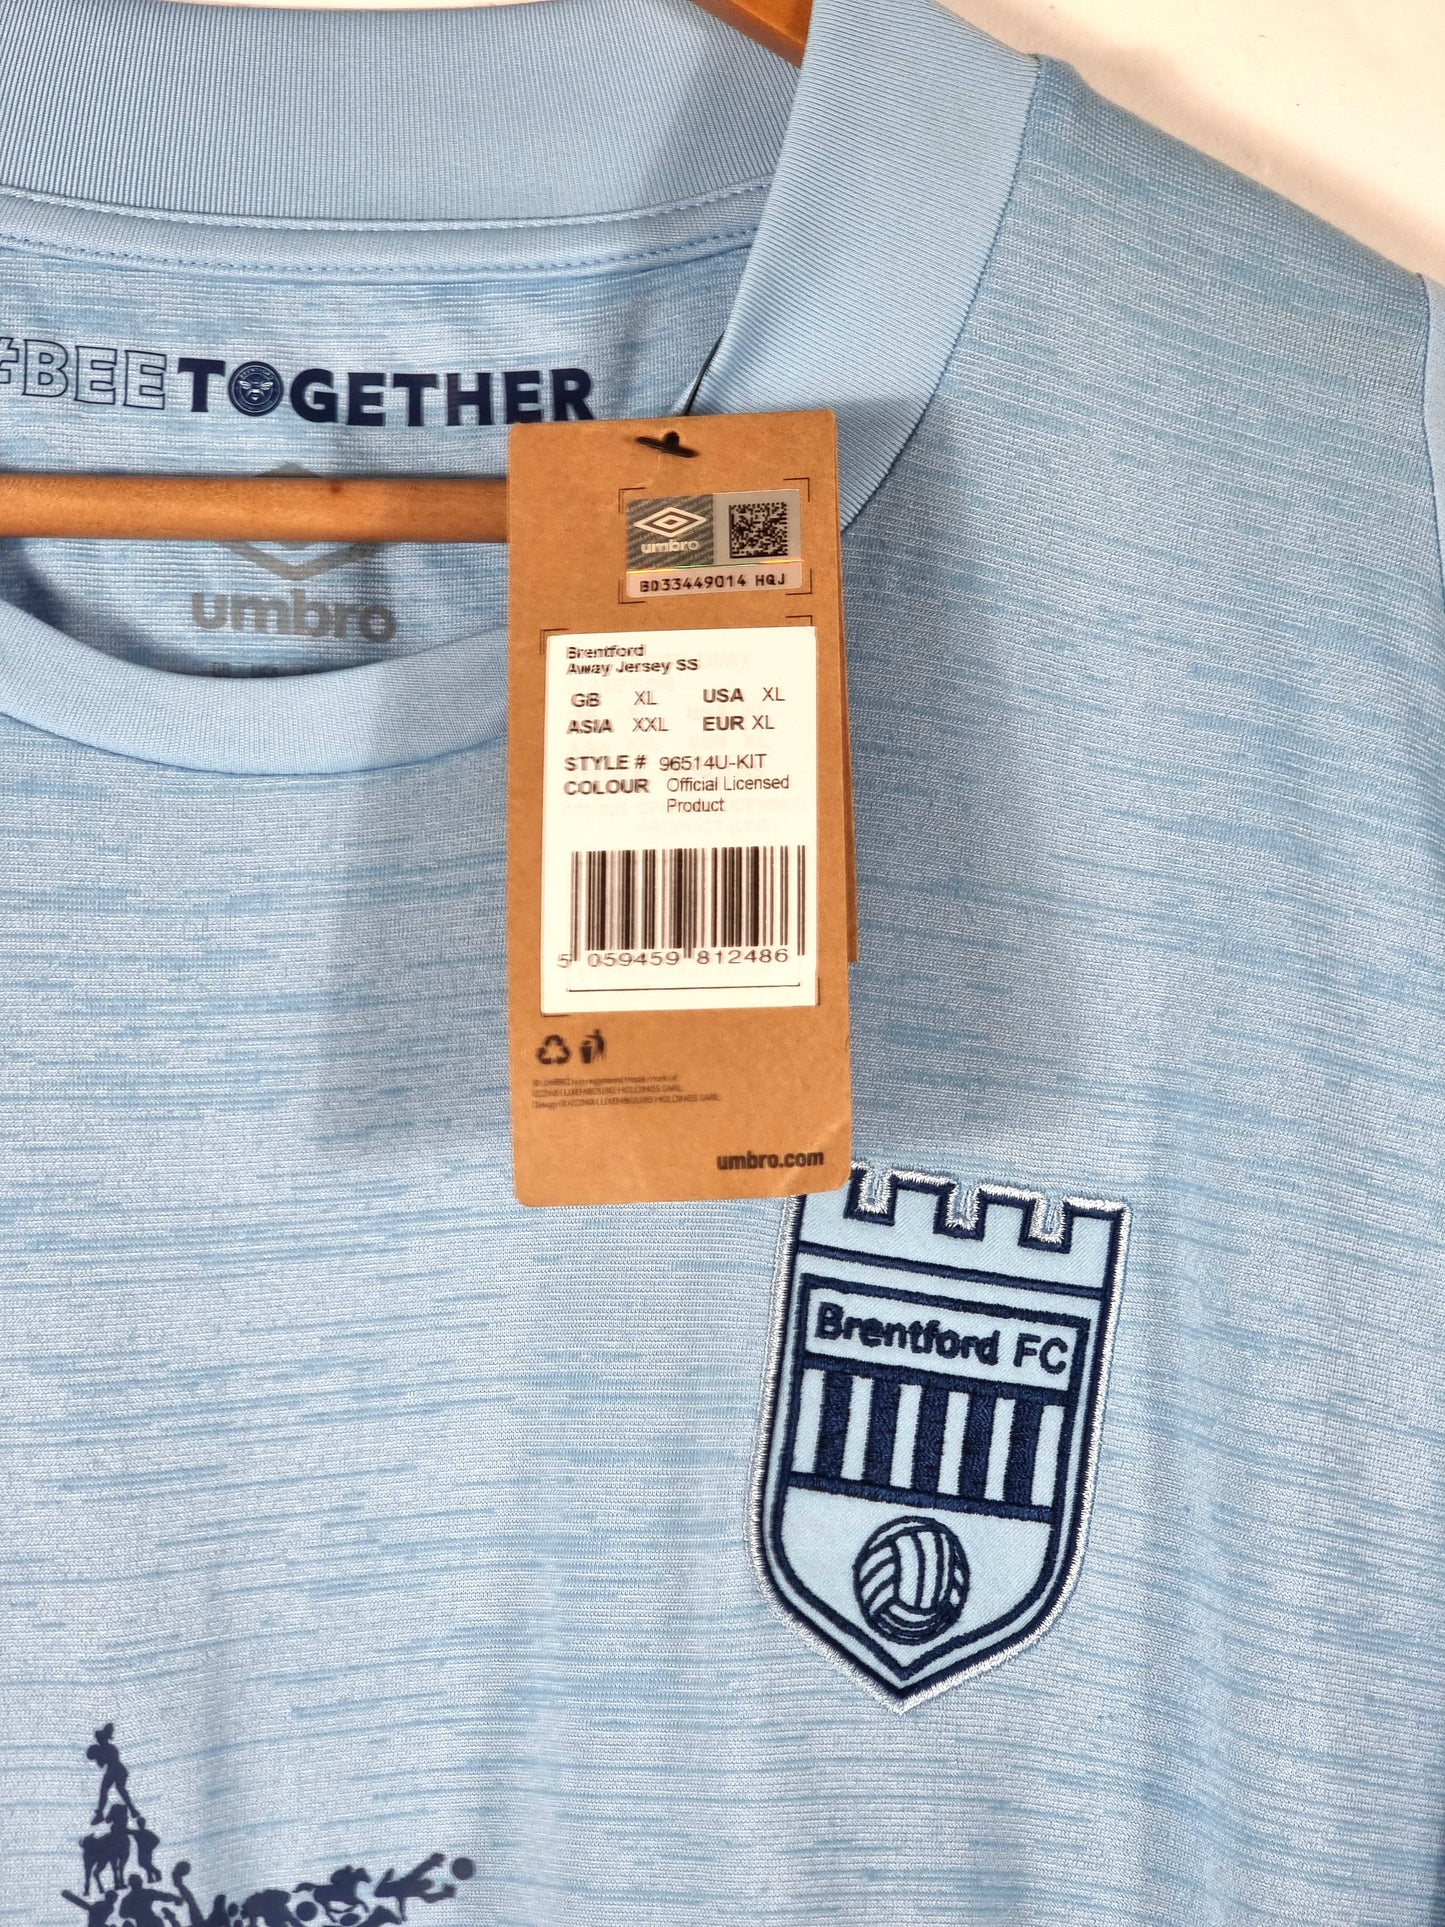 #BEETOGETHER
umbro
umbro
BD33449014 HQJ
Brentford
Away Jersey SS
GB XL USA XL
ASIA XXL EUR XL
STYLE # 96514U-KIT
COLOUR Official Licensed
Product
5 059459 812486
umbro.com
Brentford FC